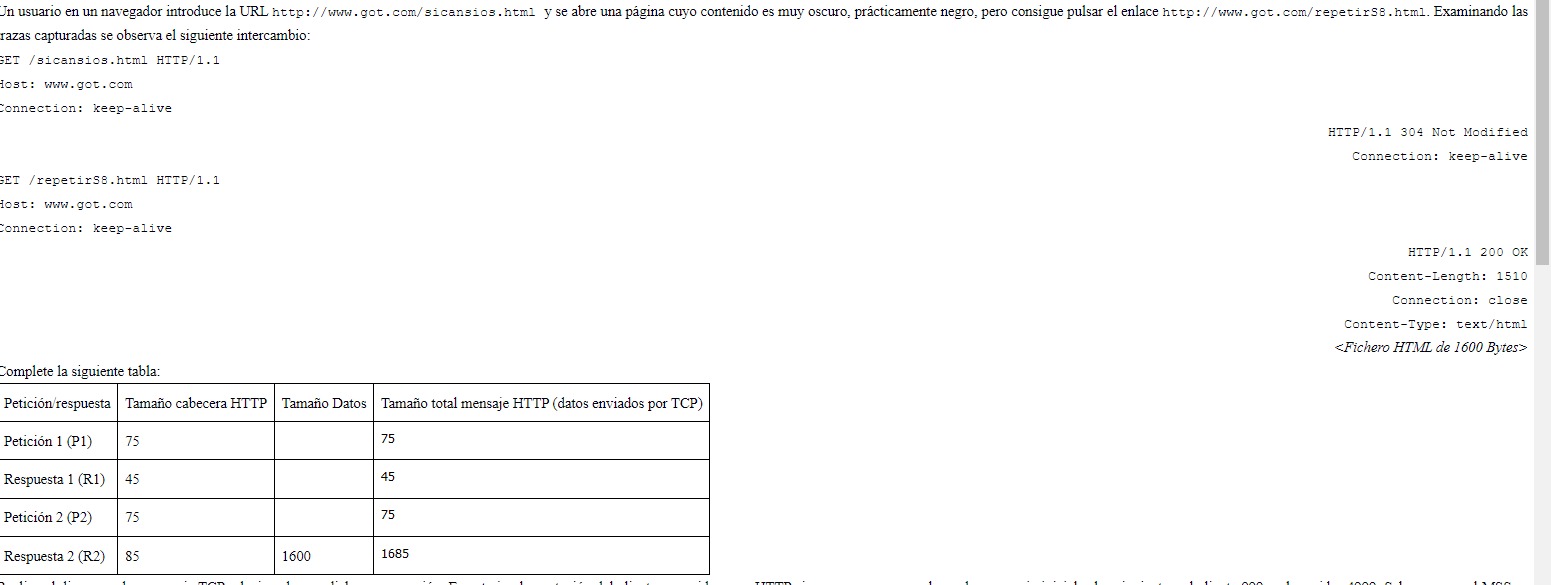 Un usuario en un navegador introduce la URL http://www.got.com/sicansios.html y se abre una página cuyo contenido es muy oscuro, prácticamente negro, pero consigue pulsar el enlace http://www.got.com/repetirS8.html. Examinando las
trazas capturadas se observa el siguiente intercambio:
GET /sicansios.html HTTP/1.1
Host: www.got.com
Connection: keep-alive
HTTP/1.1 304 Not Modified
Connection: keep-alive
GET /repetirS8.html HTTP/1.1
Host: www.got.com
Connection: keep-alive
HTTP/1.1 200 OK
Content-Length: 1510
Connection: close
Content-Type: text/html
<Fichero HTML de 1600 Bytes>
Complete la siguiente tabla:
Petición/respuesta Tamaño cabecera HTTP Tamaño Datos Tamaño total mensaje HTTP (datos enviados por TCP)
Petición 1 (P1) 75 75
Respuesta 1 (R1) 45 45
Petición 2 (P2) 75 75
Respuesta 2 (R2) 85 1600 1685